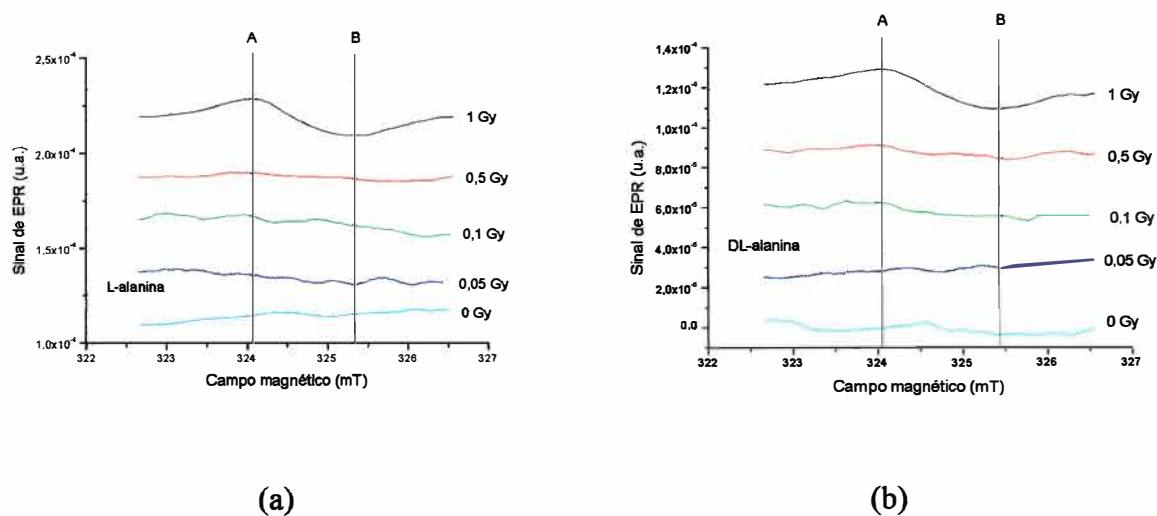 A B
2,5x10⁻⁴
2,0x10⁻⁴
1,5x10⁻⁴
1,0x10⁻⁴
Sinal de EPR (u.a.)
1 Gy
0,5 Gy
0,1 Gy
0,05 Gy
0 Gy
L-alanina
322 323 324 325 326 327
Campo magnético (mT)
(a)
A B
1,4x10⁻⁴
1,2x10⁻⁴
1,0x10⁻⁴
8,0x10⁻⁵
6,0x10⁻⁵
4,0x10⁻⁵
2,0x10⁻⁵
0,0
Sinal de EPR (u.a.)
1 Gy
0,5 Gy
0.1 Gy
0,05 Gy
0 Gy
DL-alanina
322 323 324 325 326 327
Campo magnético (mT)
(b)